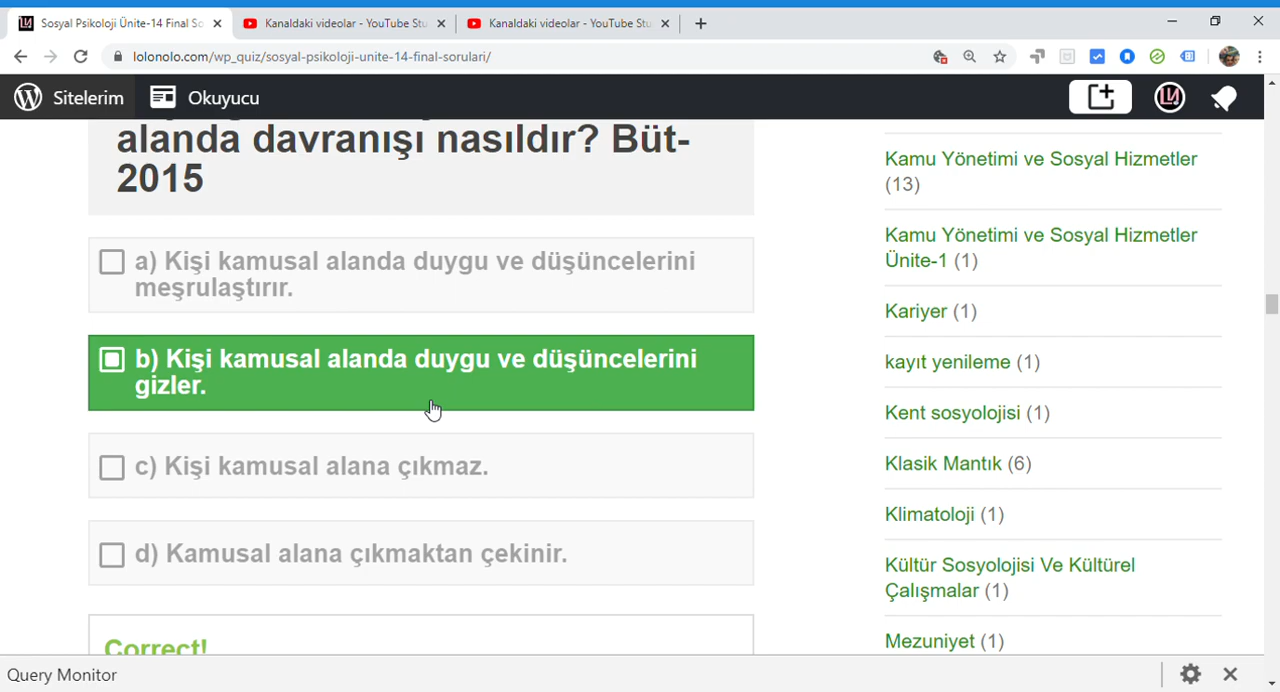 Sosyal Psikoloji Ünite-14 Final So
Kanaldaki videolar - YouTube Stu
Kanaldaki videolar - YouTube Stu
lolonolo.com/wp_quiz/sosyal-psikoloji-unite-14-final-sorulari/
Sitelerim
Okuyucu
alanda davranışı nasıldır? Büt-
2015
a) Kişi kamusal alanda duygu ve düşüncelerini
meşrulaştırır.
b) Kişi kamusal alanda duygu ve düşüncelerini
gizler.
c) Kişi kamusal alana çıkmaz.
d) Kamusal alana çıkmaktan çekinir.
Correct!
Kamu Yönetimi ve Sosyal Hizmetler
(13)
Kamu Yönetimi ve Sosyal Hizmetler
Ünite-1 (1)
Kariyer (1)
kayıt yenileme (1)
Kent sosyolojisi (1)
Klasik Mantık (6)
Klimatoloji (1)
Kültür Sosyolojisi Ve Kültürel
Çalışmalar (1)
Mezuniyet (1)
Query Monitor